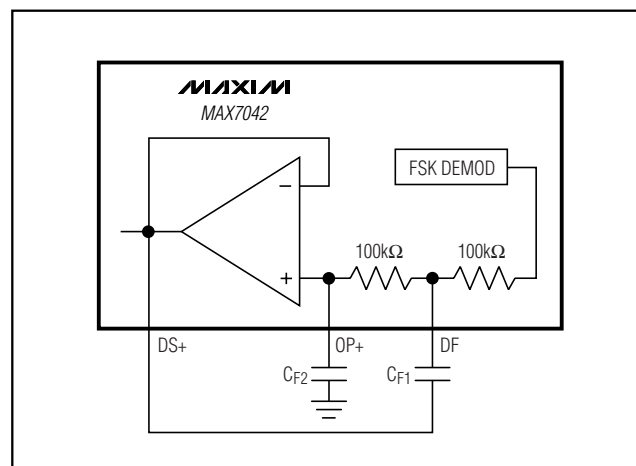 MAXIM
MAX7042
FSK DEMOD
−
100kΩ 100kΩ
+
DS+ OP+ DF
CF2 CF1